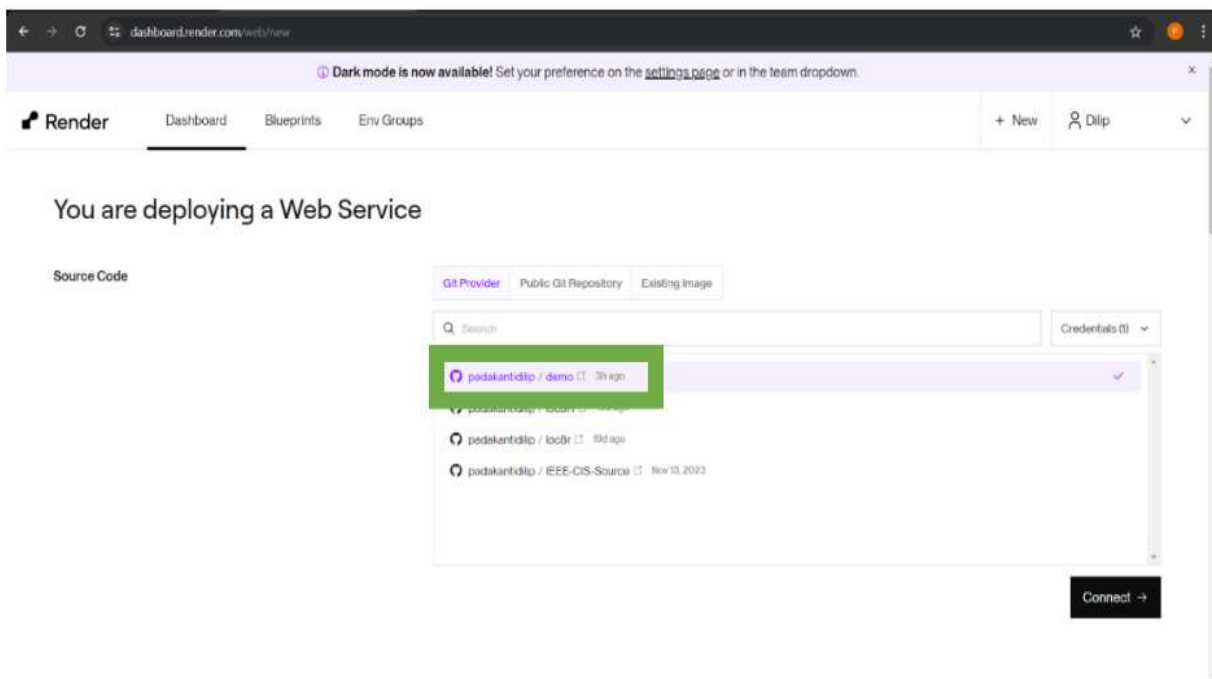 dashboard.render.com/web/new
Dark mode is now available! Set your preference on the settings page or in the team dropdown.
Render Dashboard Blueprints Env Groups + New Dilip
You are deploying a Web Service
Source Code
Git Provider Public Git Repository Existing Image
Search Credentials (1)
padakantidilip / demo 3h ago
padakantidilip / loc8r 19d ago
padakantidilip / IEEE-CIS-Source Nov 13, 2023
Connect →